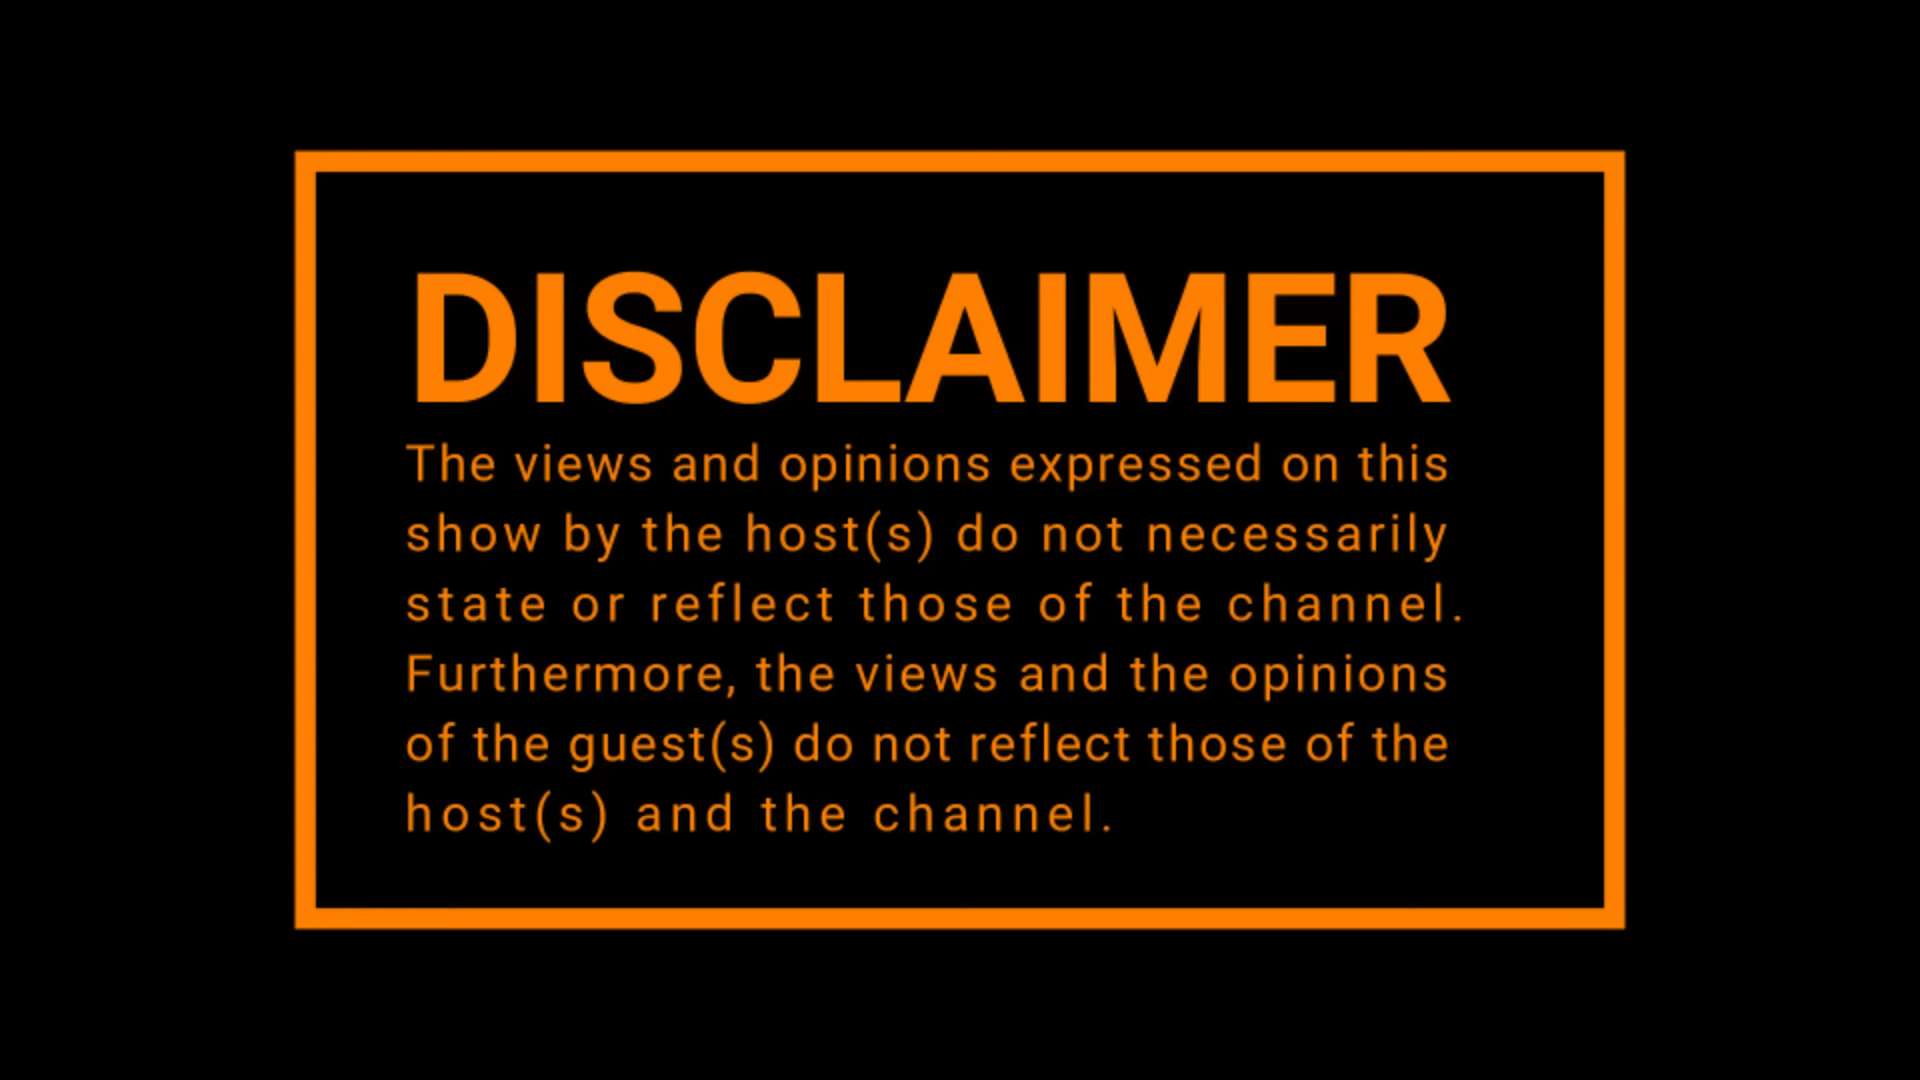 DISCLAIMER
The views and opinions expressed on this
show by the host(s) do not necessarily
state or reflect those of the channel.
Furthermore, the views and the opinions
of the guest(s) do not reflect those of the
host(s) and the channel.